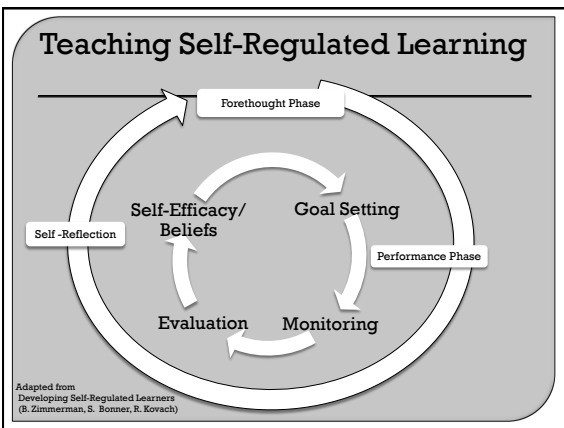 Teaching Self-Regulated Learning
Forethought Phase
Self-Efficacy/
Beliefs
Goal Setting
Self -Reflection
Performance Phase
Evaluation
Monitoring
Adapted from
Developing Self-Regulated Learners
(B. Zimmerman, S. Bonner, R. Kovach)